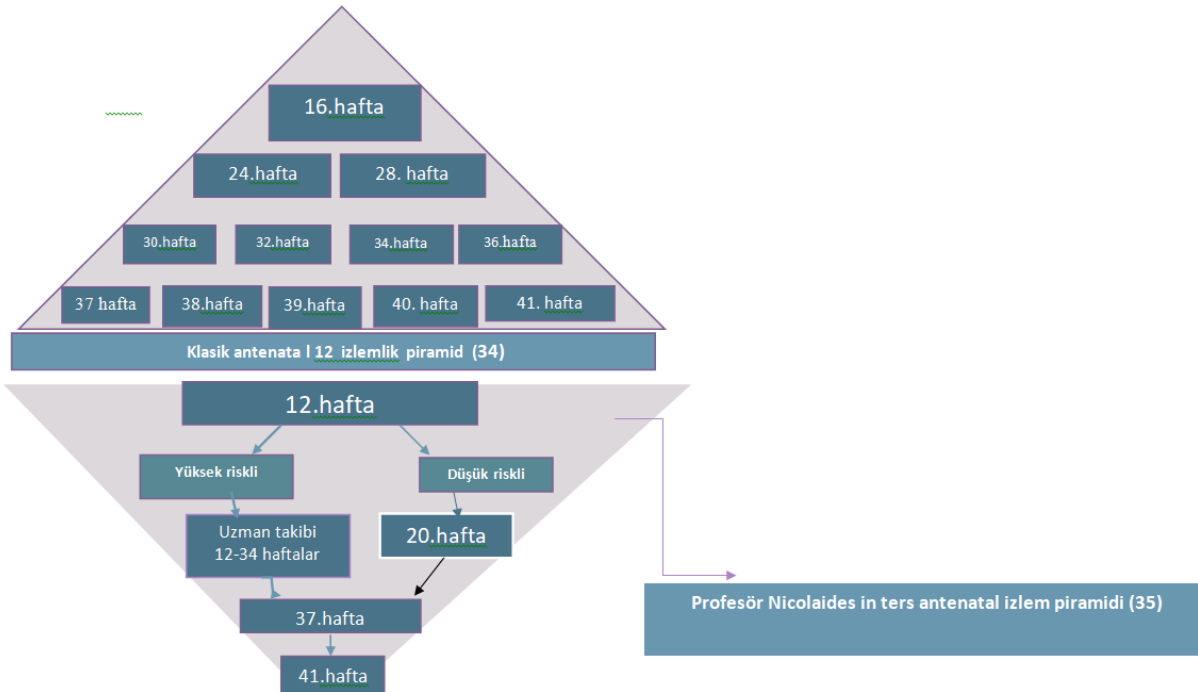 16.hafta
24.hafta
28. hafta
30.hafta
32.hafta
34.hafta
36.hafta
37 hafta
38.hafta
39.hafta
40. hafta
41. hafta
Klasik antenata l 12 izlemlik piramid (34)
12.hafta
Yüksek riskli
Düşük riskli
Uzman takibi
12-34 haftalar
20.hafta
37.hafta
41.hafta
Profesör Nicolaides in ters antenatal izlem piramidi (35)